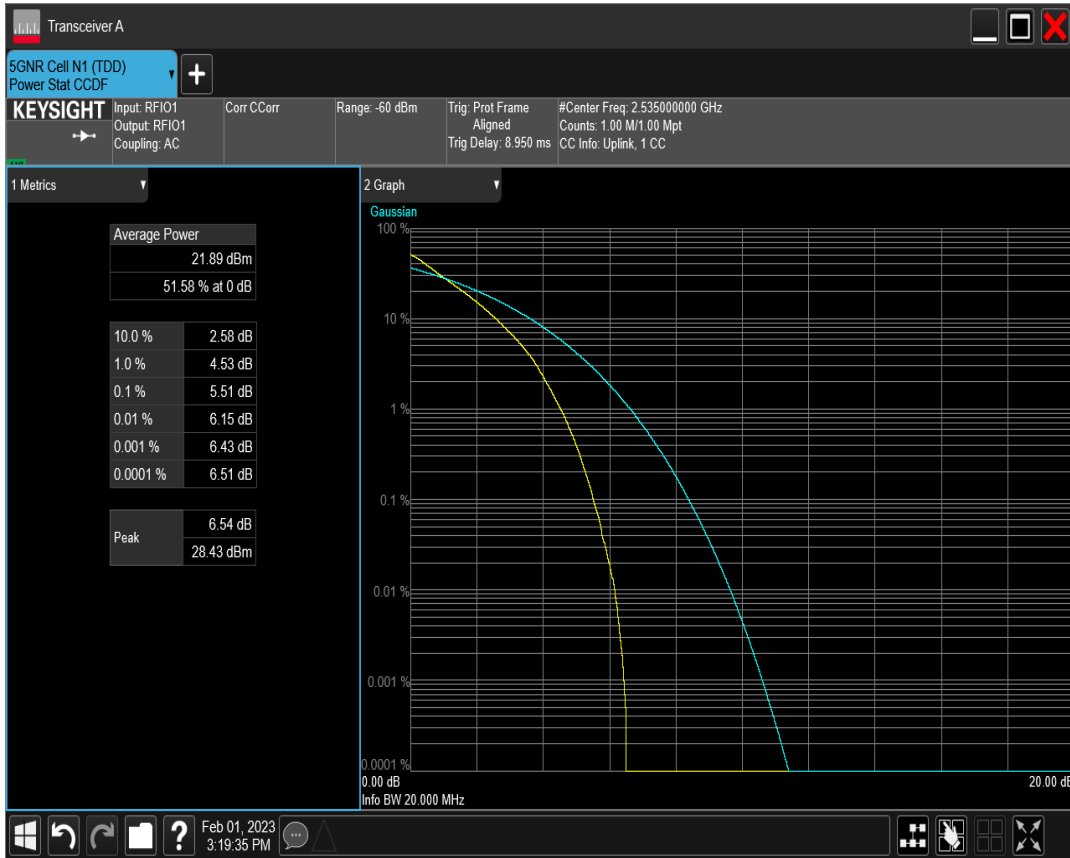 Transceiver A
5GNR Cell N1 (TDD)
Power Stat CCDF
KEYSIGHT
Input: RFIO1
Output: RFIO1
Coupling: AC
Corr CCorr
Range: -60 dBm
Trig: Prot Frame
Aligned
Trig Delay: 8.950 ms
#Center Freq: 2.535000000 GHz
Counts: 1.00 M/1.00 Mpt
CC Info: Uplink, 1 CC
1 Metrics
Average Power
21.89 dBm
51.58 % at 0 dB
10.0 % 2.58 dB
1.0 % 4.53 dB
0.1 % 5.51 dB
0.01 % 6.15 dB
0.001 % 6.43 dB
0.0001 % 6.51 dB
Peak
6.54 dB
28.43 dBm
2 Graph
Gaussian
100 %
10 %
1 %
0.1 %
0.01 %
0.001 %
0.0001 %
0.00 dB
20.00 dB
Info BW 20.000 MHz
Feb 01, 2023
3:19:35 PM